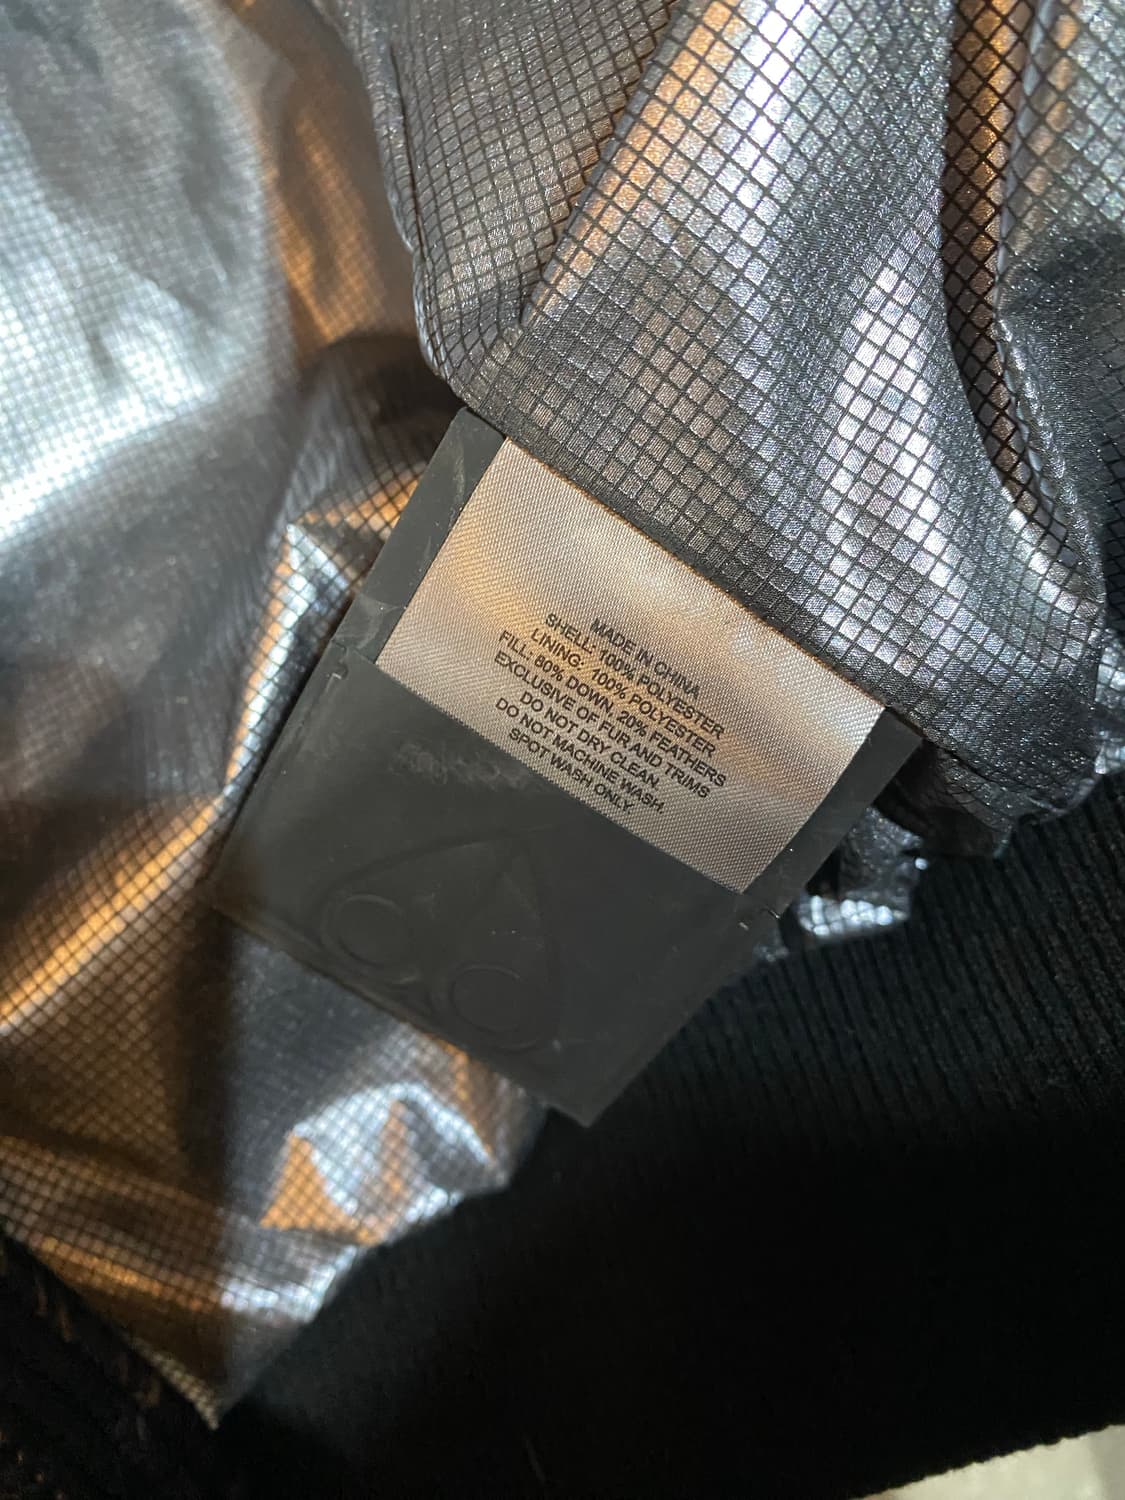 MADE IN CHINA
SHELL: 100% POLYESTER
LINING: 100% POLYESTER
FILL: 80% DOWN, 20% FEATHERS
EXCLUSIVE OF FUR AND TRIMS
DO NOT DRY CLEAN.
DO NOT MACHINE WASH.
SPOT WASH ONLY.